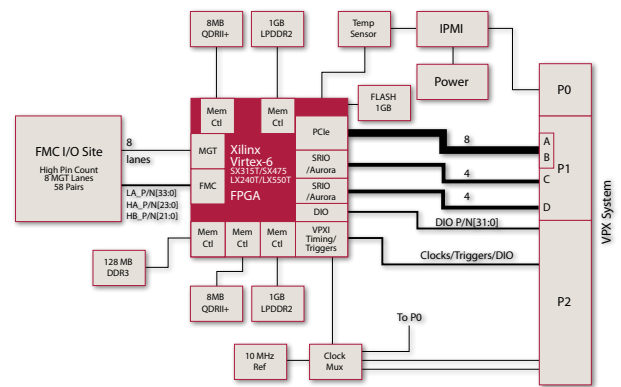 8MB
QDRII+
1GB
LPDDR2
Temp
Sensor
IPMI
Power
FLASH
1GB
P0
Mem
Ctl
Mem
Ctl
PCIe
8
A
B
P1
FMC I/O Site
High Pin Count
8 MGT Lanes
58 Pairs
8
lanes
MGT
Xilinx
Virtex-6
SX315T/SX475
LX240T/LX550T
FPGA
SRIO
/Aurora
4
C
FMC
LA_P/N[33:0]
HA_P/N[23:0]
HB_P/N[21:0]
SRIO
/Aurora
4
D
DIO
DIO P/N[31:0]
VPX System
Mem
Ctl
Mem
Ctl
Mem
Ctl
VPXI
Timing/
Triggers
Clocks/Triggers/DIO
128 MB
DDR3
P2
8MB
QDRII+
1GB
LPDDR2
To P0
10 MHz
Ref
Clock
Mux